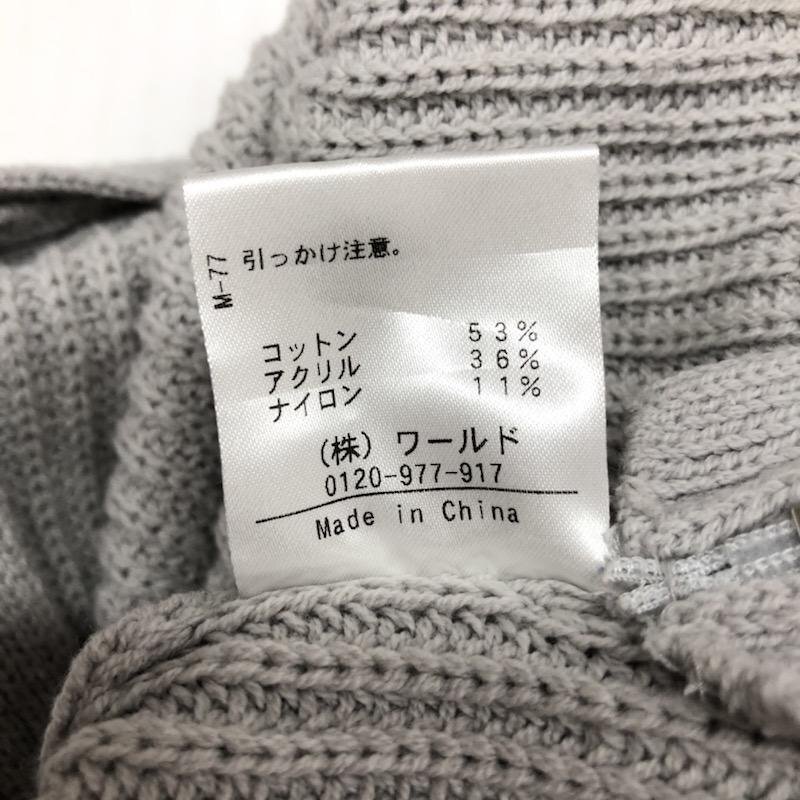 M-77
引っかけ注意。
コットン 53%
アクリル 36%
ナイロン 11%
(株) ワールド
0120-977-917
Made in China